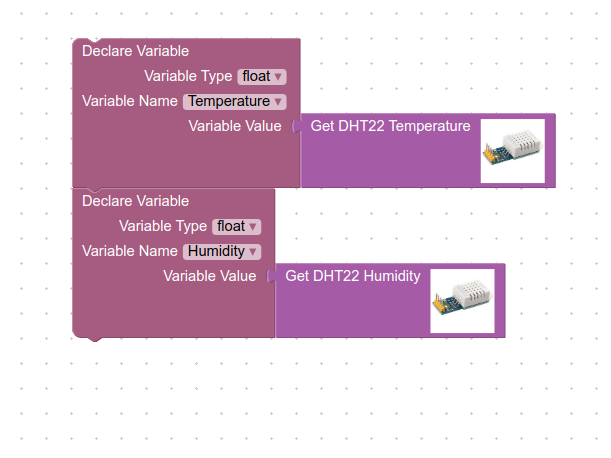 Declare Variable
Variable Type float
Variable Name Temperature
Variable Value Get DHT22 Temperature
Declare Variable
Variable Type float
Variable Name Humidity
Variable Value Get DHT22 Humidity